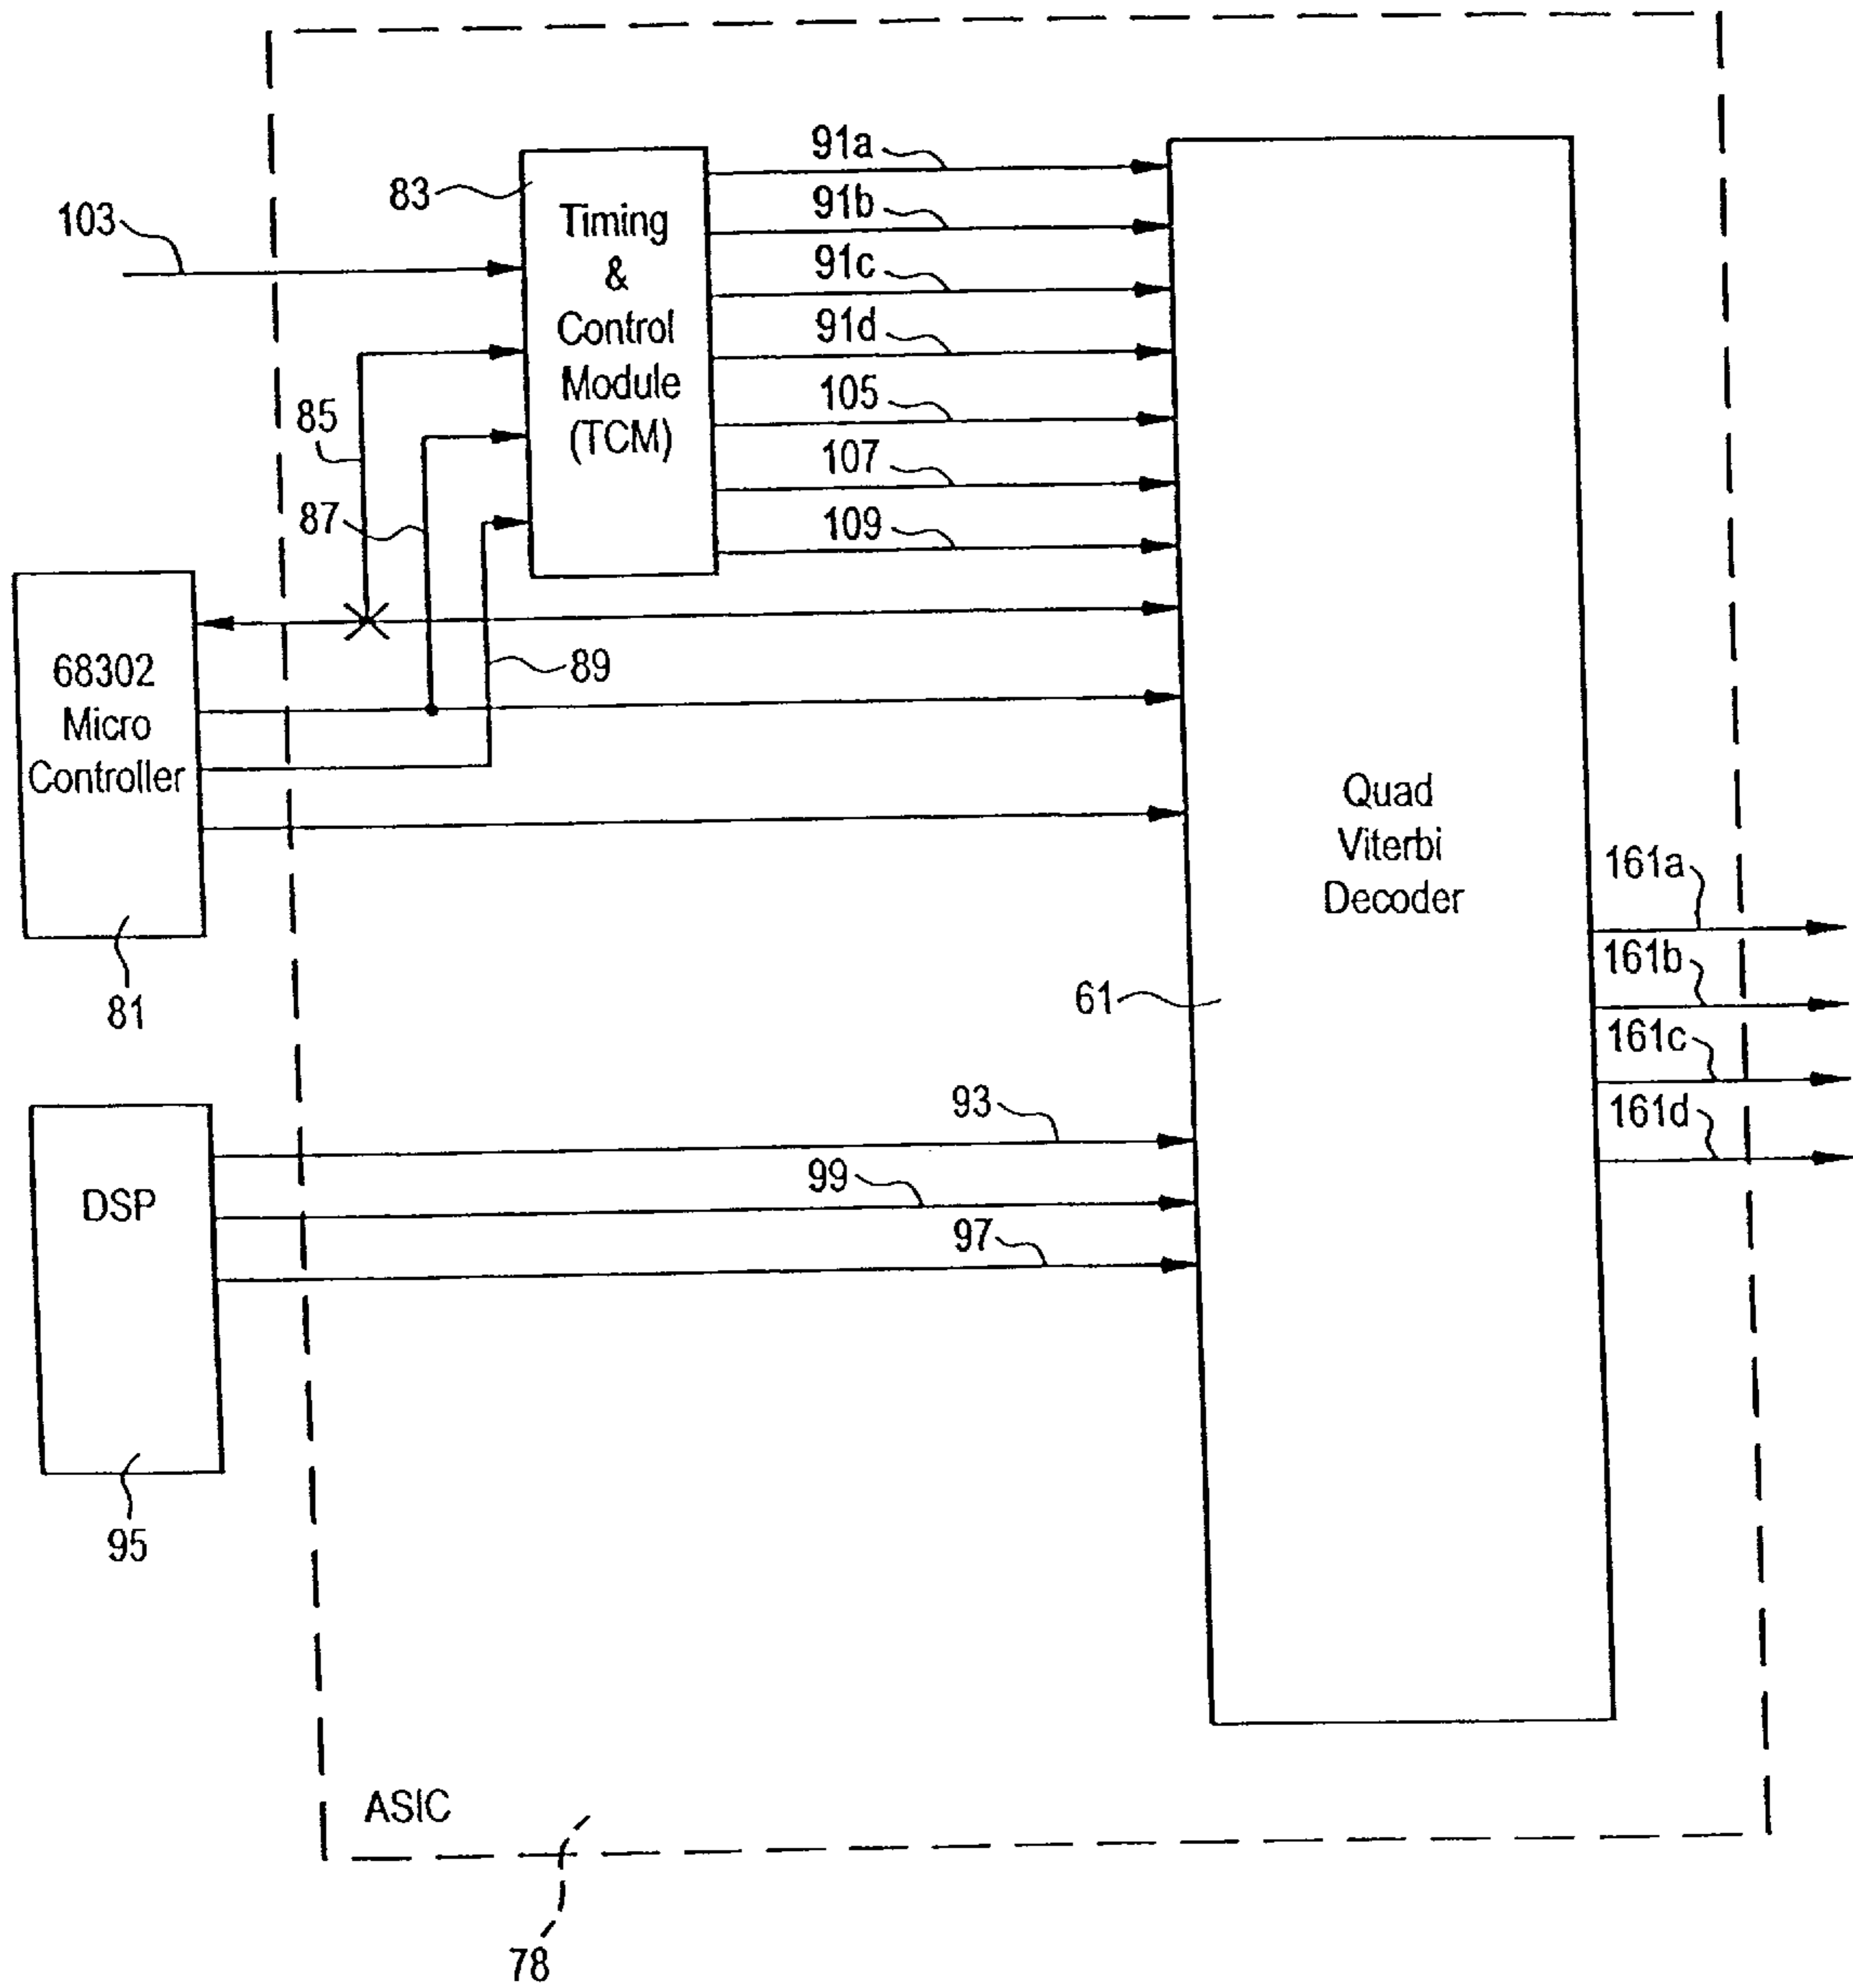 91a
83
Timing
&
Control
Module
(TCM)
91b
103
91c
91d
85
105
107
87
109
68302
Micro
Controller
89
Quad
Viterbi
Decoder
161a
161b
81
61
161c
161d
93
DSP
99
97
95
ASIC
78